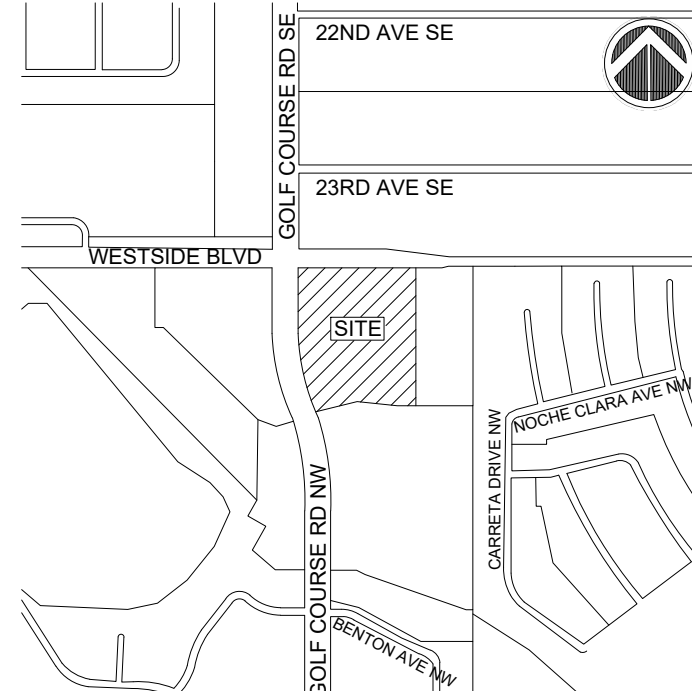 22ND AVE SE
GOLF COURSE RD SE
23RD AVE SE
WESTSIDE BLVD
SITE
NOCHE CLARA AVE NW
CARRETA DRIVE NW
GOLF COURSE RD NW
BENTON AVE NW